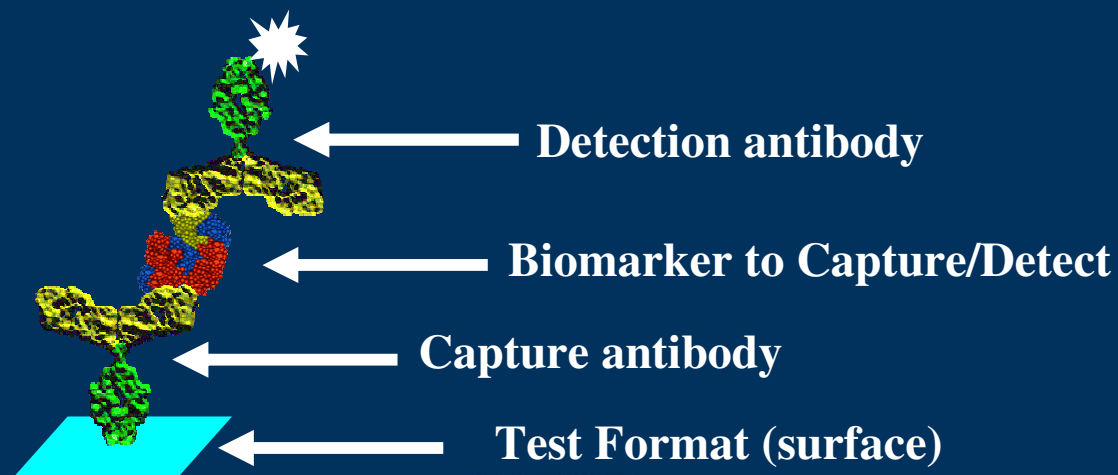 Detection antibody
Biomarker to Capture/Detect
Capture antibody
Test Format (surface)